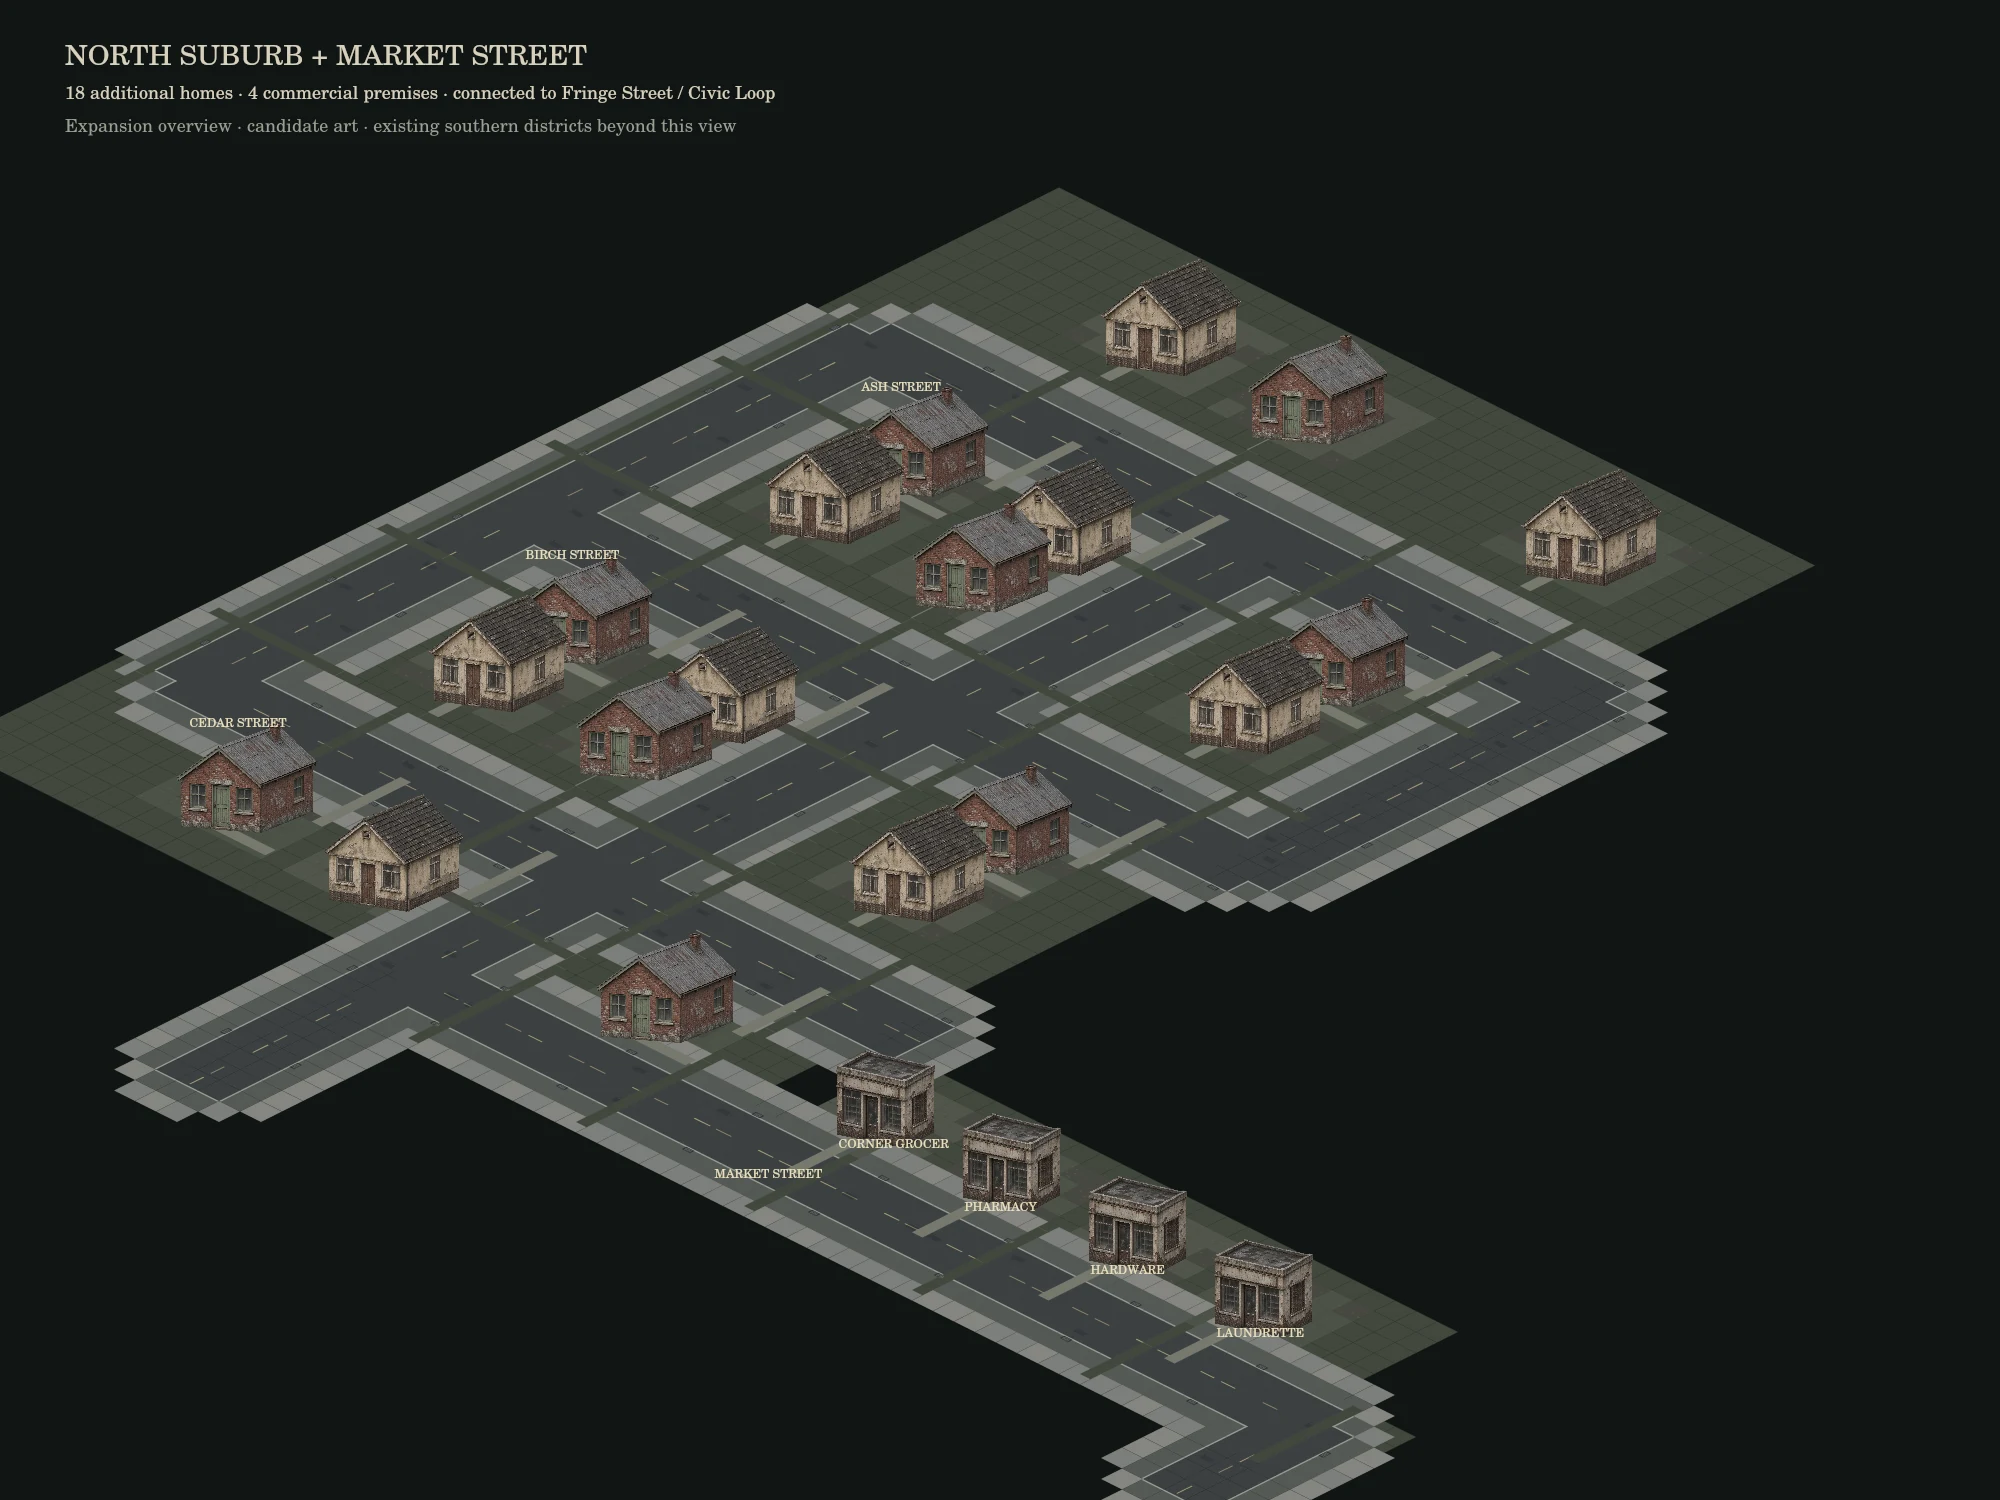 NORTH SUBURB + MARKET STREET
18 additional homes · 4 commercial premises · connected to Fringe Street / Civic Loop
Expansion overview · candidate art · existing southern districts beyond this view
ASH STREET
BIRCH STREET
CEDAR STREET
CORNER GROCER
MARKET STREET
PHARMACY
HARDWARE
LAUNDRETTE